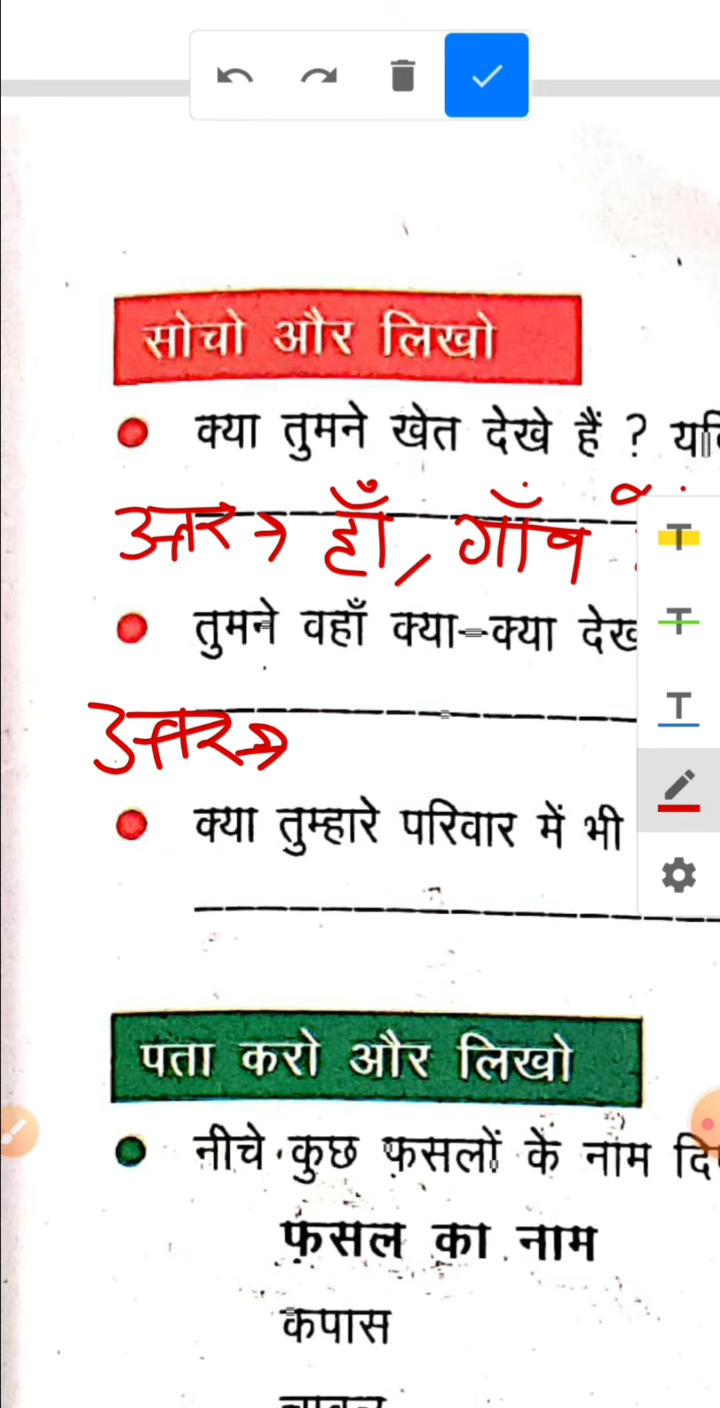 सोचो और लिखो
क्या तुमने खेत देखे हैं ?
उत्तर → हाँ, गाँव
तुमने वहाँ क्या-क्या
उत्तर →
क्या तुम्हारे परिवार में भी
पता करो और लिखो
नीचे कुछ फ़सलों के नाम
फ़सल का नाम
कपास